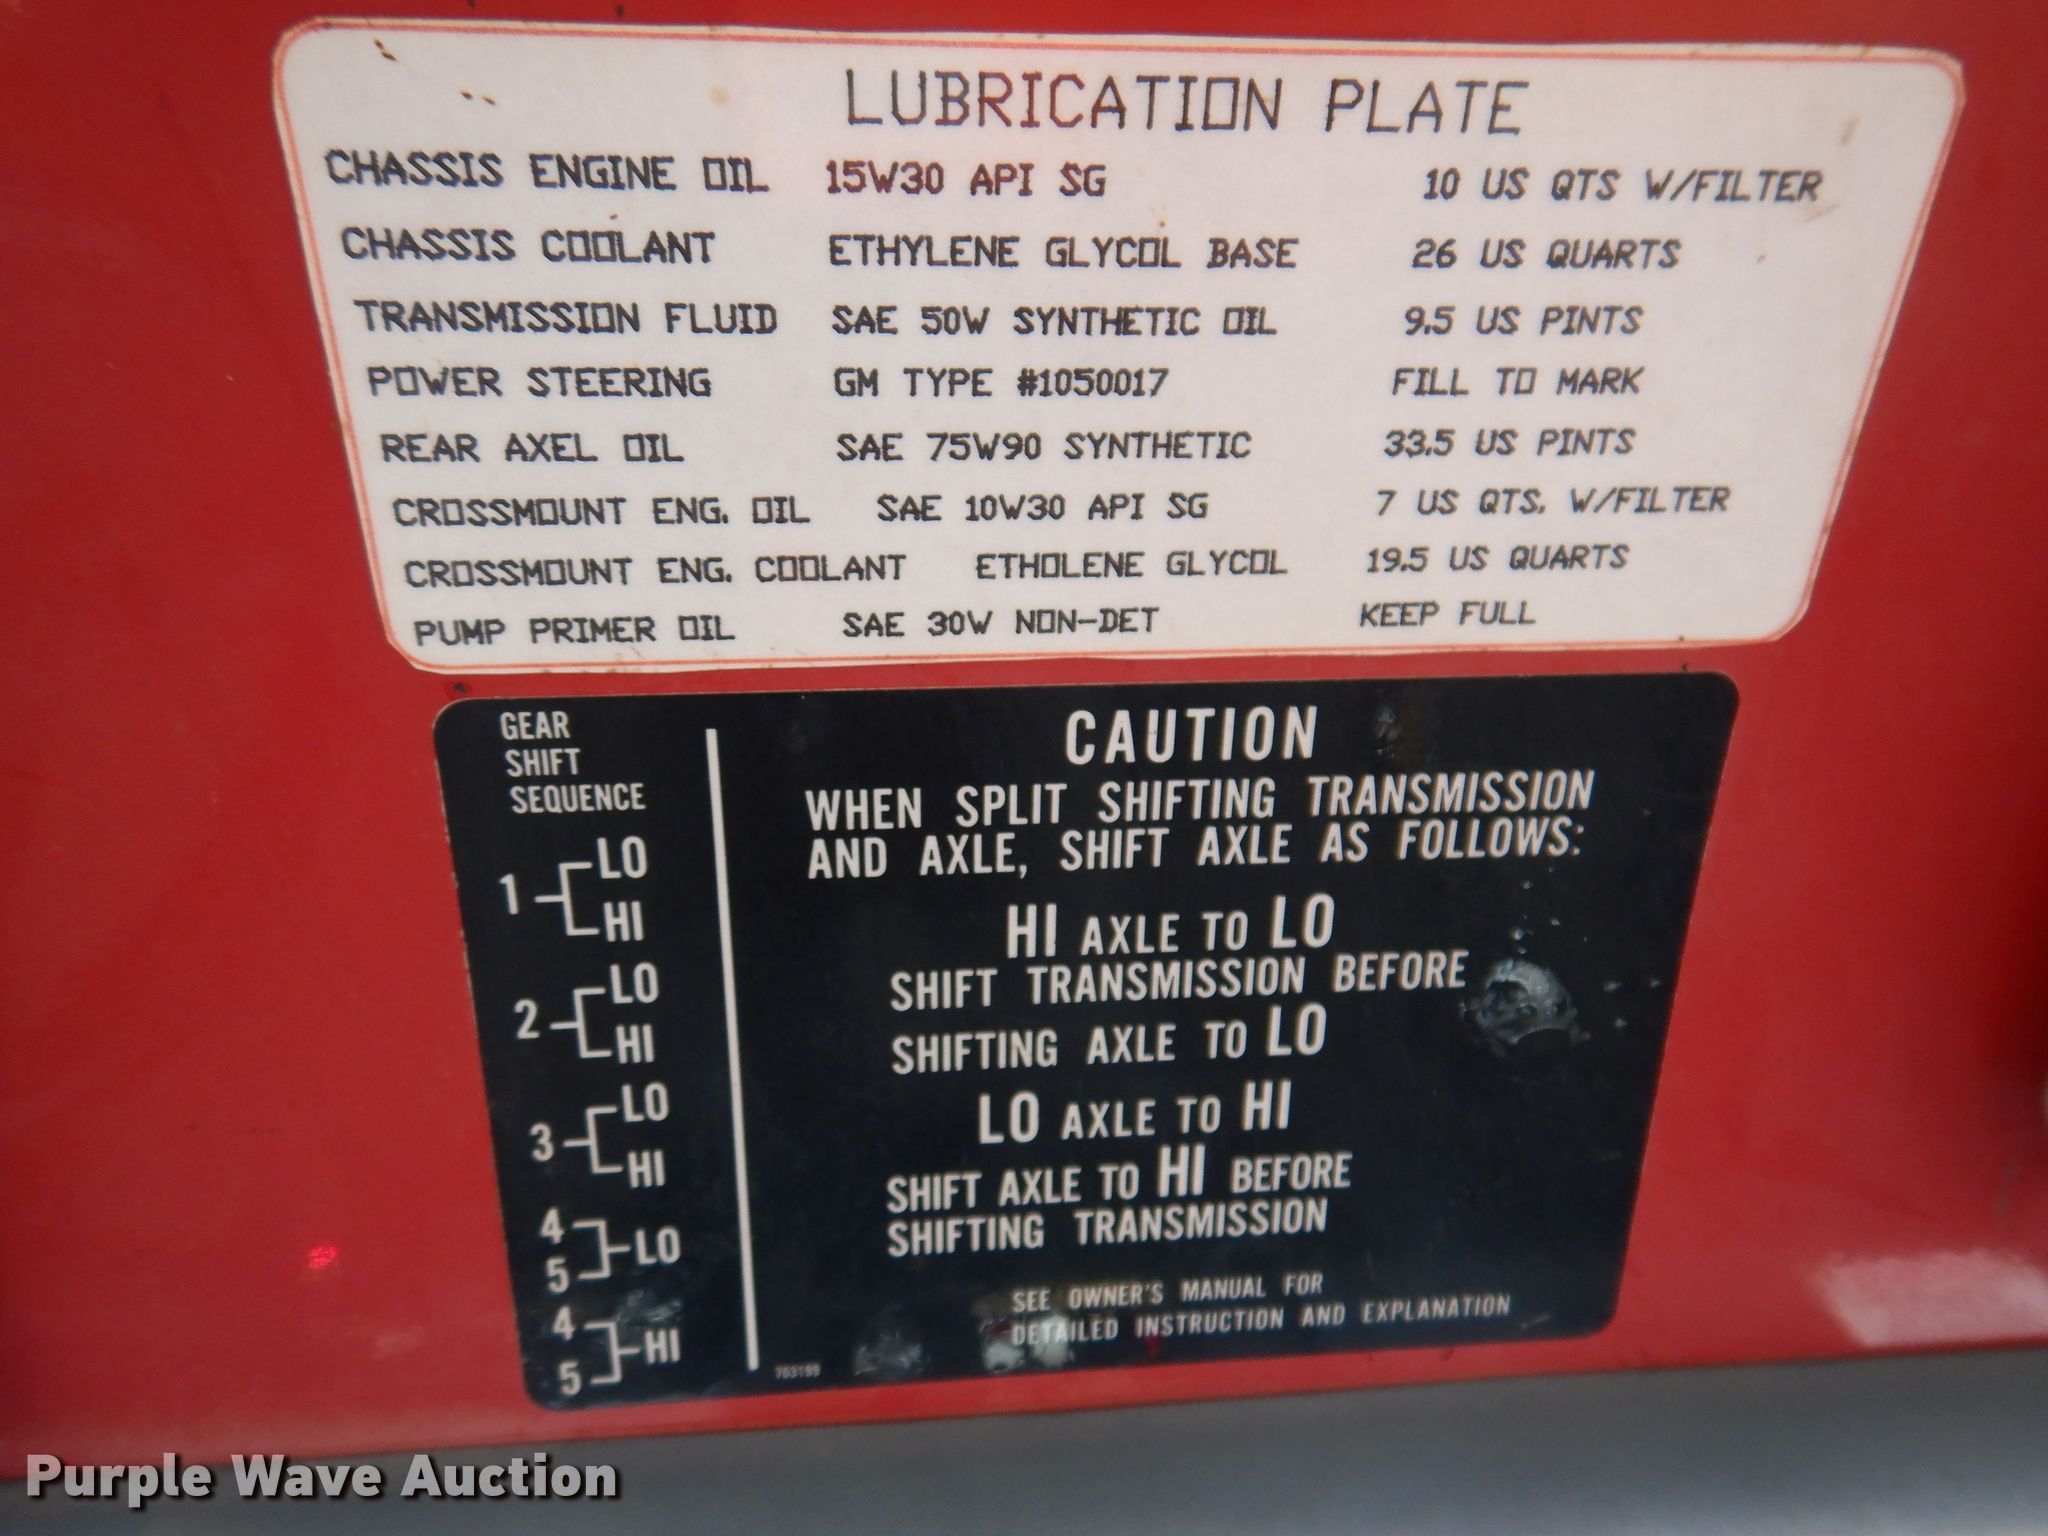 LUBRICATION PLATE
CHASSIS ENGINE OIL 15W30 API SG 10 US QTS W/FILTER
CHASSIS COOLANT ETHYLENE GLYCOL BASE 26 US QUARTS
TRANSMISSION FLUID SAE 50W SYNTHETIC OIL 9.5 US PINTS
POWER STEERING GM TYPE #1050017 FILL TO MARK
REAR AXEL OIL SAE 75W90 SYNTHETIC 33.5 US PINTS
CROSSMOUNT ENG. OIL SAE 10W30 API SG 7 US QTS. W/FILTER
CROSSMOUNT ENG. COOLANT ETHOLENE GLYCOL 19.5 US QUARTS
PUMP PRIMER OIL SAE 30W NON-DET KEEP FULL
GEAR
SHIFT
SEQUENCE
1 LO
HI
2 LO
HI
3 LO
HI
4
5 LO
4
5 HI
CAUTION
WHEN SPLIT SHIFTING TRANSMISSION
AND AXLE, SHIFT AXLE AS FOLLOWS:
HI AXLE TO LO
SHIFT TRANSMISSION BEFORE
SHIFTING AXLE TO LO
LO AXLE TO HI
SHIFT AXLE TO HI BEFORE
SHIFTING TRANSMISSION
SEE OWNER'S MANUAL FOR
DETAILED INSTRUCTION AND EXPLANATION
763199
Purple Wave Auction